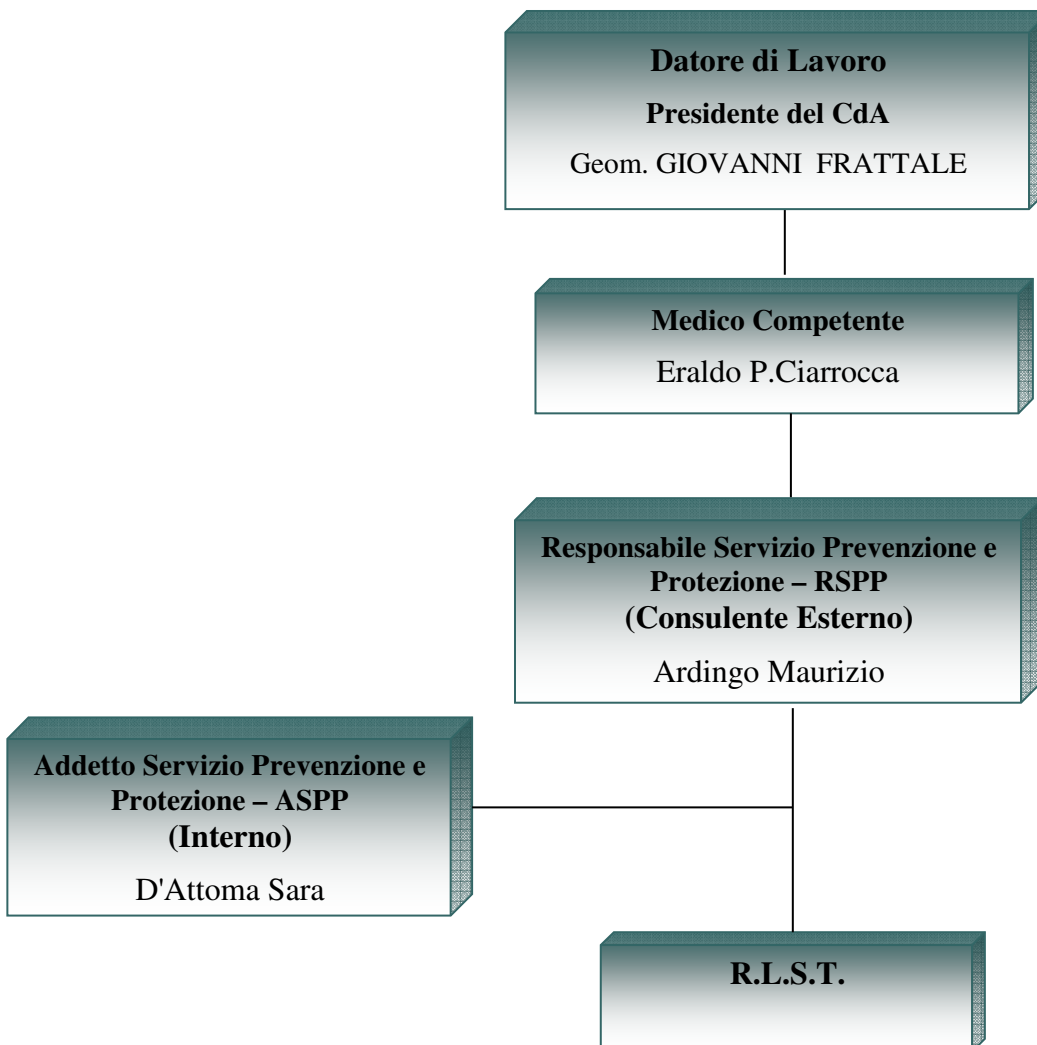 Datore di Lavoro
Presidente del CdA
Geom. GIOVANNI FRATTALE
Medico Competente
Eraldo P.Ciarrocca
Responsabile Servizio Prevenzione e
Protezione – RSPP
(Consulente Esterno)
Ardingo Maurizio
Addetto Servizio Prevenzione e
Protezione – ASPP
(Interno)
D'Attoma Sara
R.L.S.T.